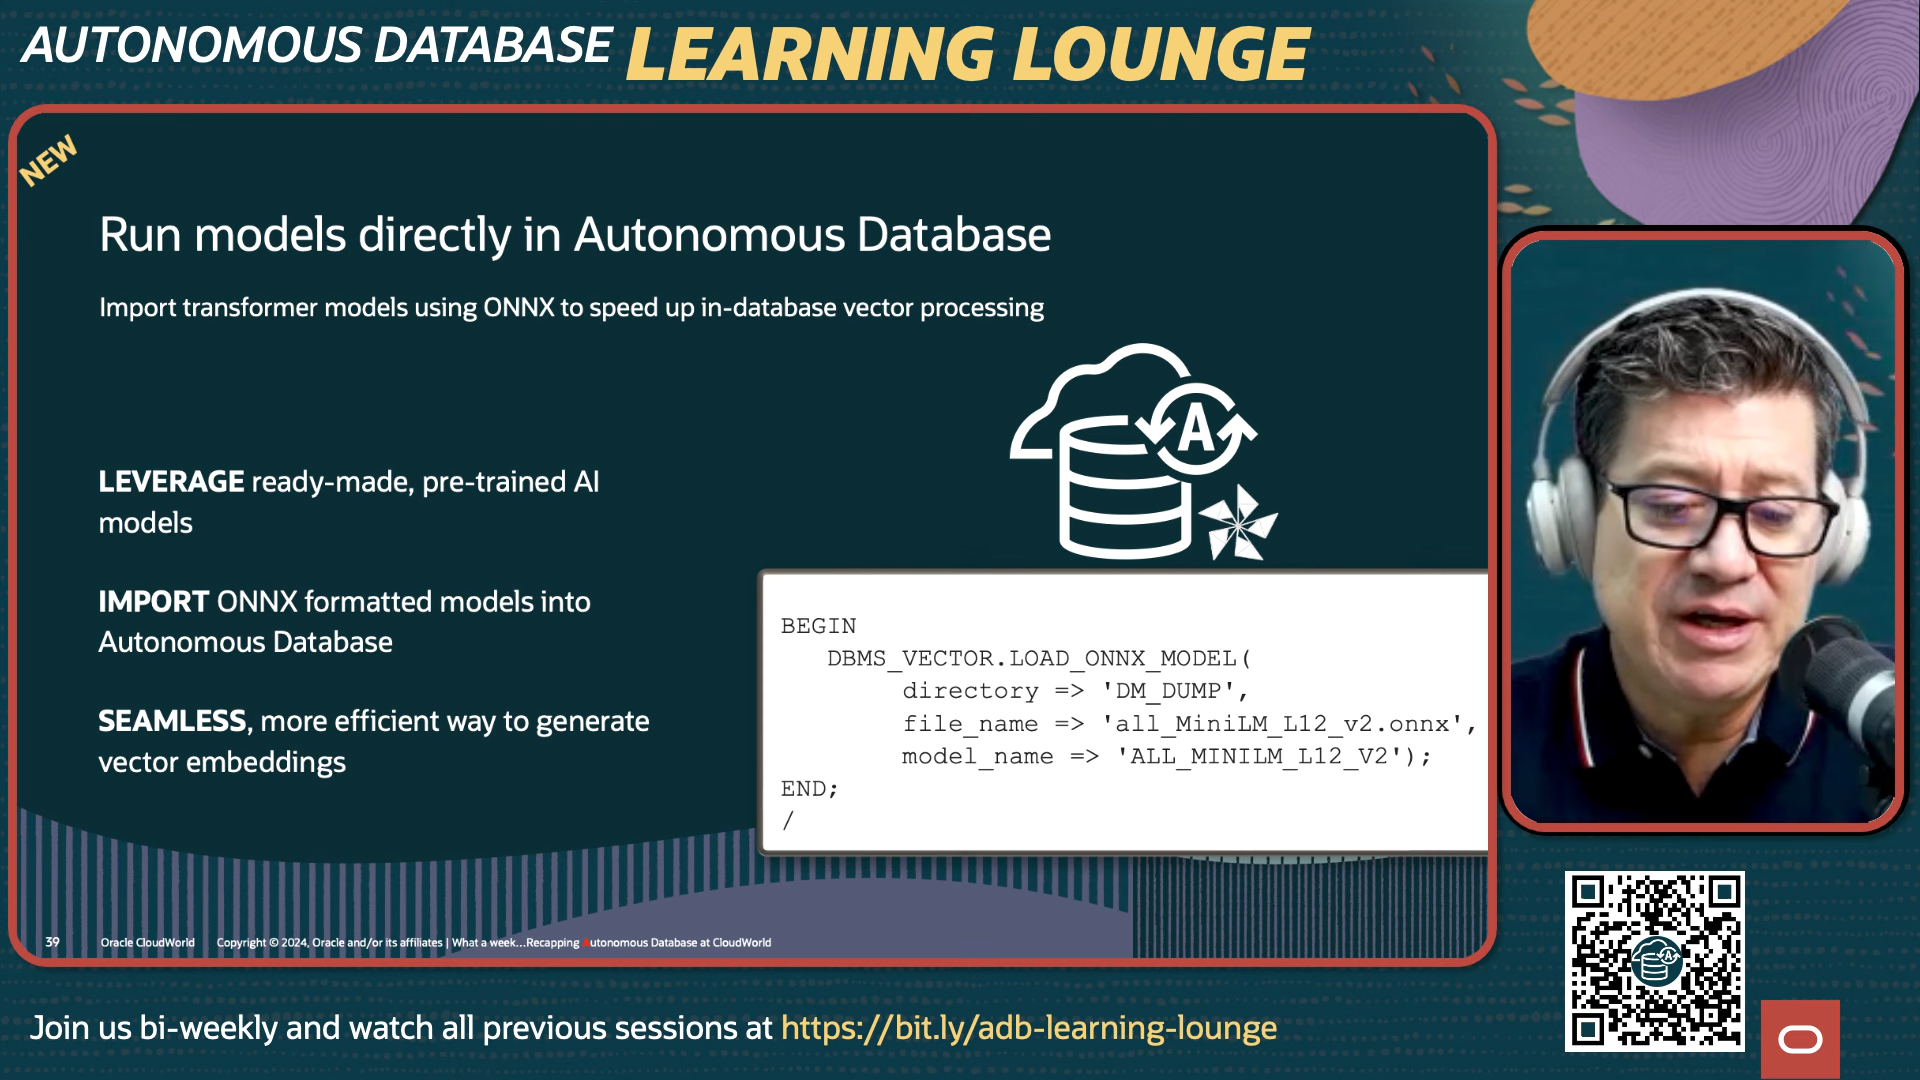 AUTONOMOUS DATABASE LEARNING LOUNGE
NEW
Run models directly in Autonomous Database
Import transformer models using ONNX to speed up in-database vector processing
A
LEVERAGE ready-made, pre-trained AI
models
IMPORT ONNX formatted models into
Autonomous Database
SEAMLESS, more efficient way to generate
vector embeddings
BEGIN
DBMS_VECTOR.LOAD_ONNX_MODEL(
directory => 'DM_DUMP',
file_name => 'all_MiniLM_L12_v2.onnx',
model_name => 'ALL_MINILM_L12_V2');
END;
/
39 Oracle CloudWorld Copyright © 2024, Oracle and/or its affiliates | What a week...Recapping Autonomous Database at CloudWorld
A
Join us bi-weekly and watch all previous sessions at https://bit.ly/adb-learning-lounge